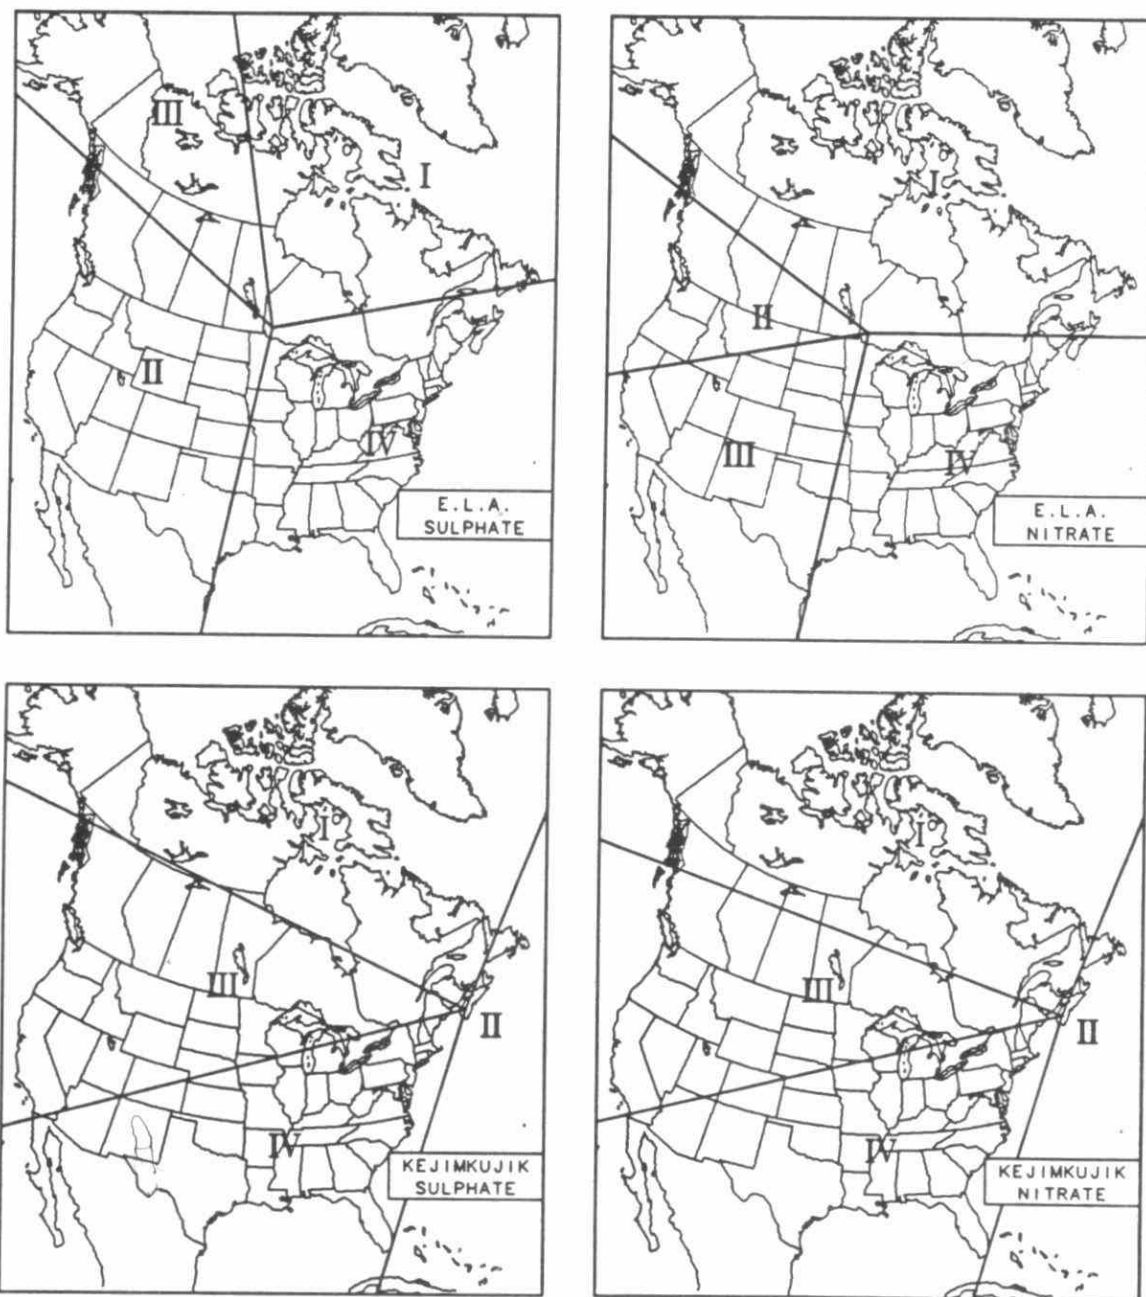 III
I
II
IV
E.L.A.
SULPHATE
I
II
III
IV
E.L.A.
NITRATE
I
III
II
IV
KEJIMKUJIK
SULPHATE
I
III
II
IV
KEJIMKUJIK
NITRATE